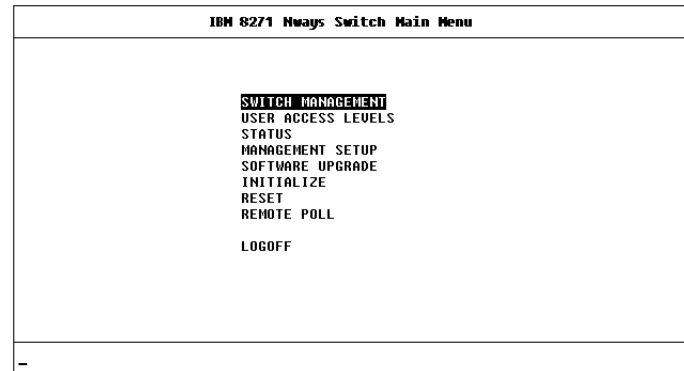 IBM 8271 Nways Switch Main Menu
SWITCH MANAGEMENT
USER ACCESS LEVELS
STATUS
MANAGEMENT SETUP
SOFTWARE UPGRADE
INITIALIZE
RESET
REMOTE POLL
LOGOFF